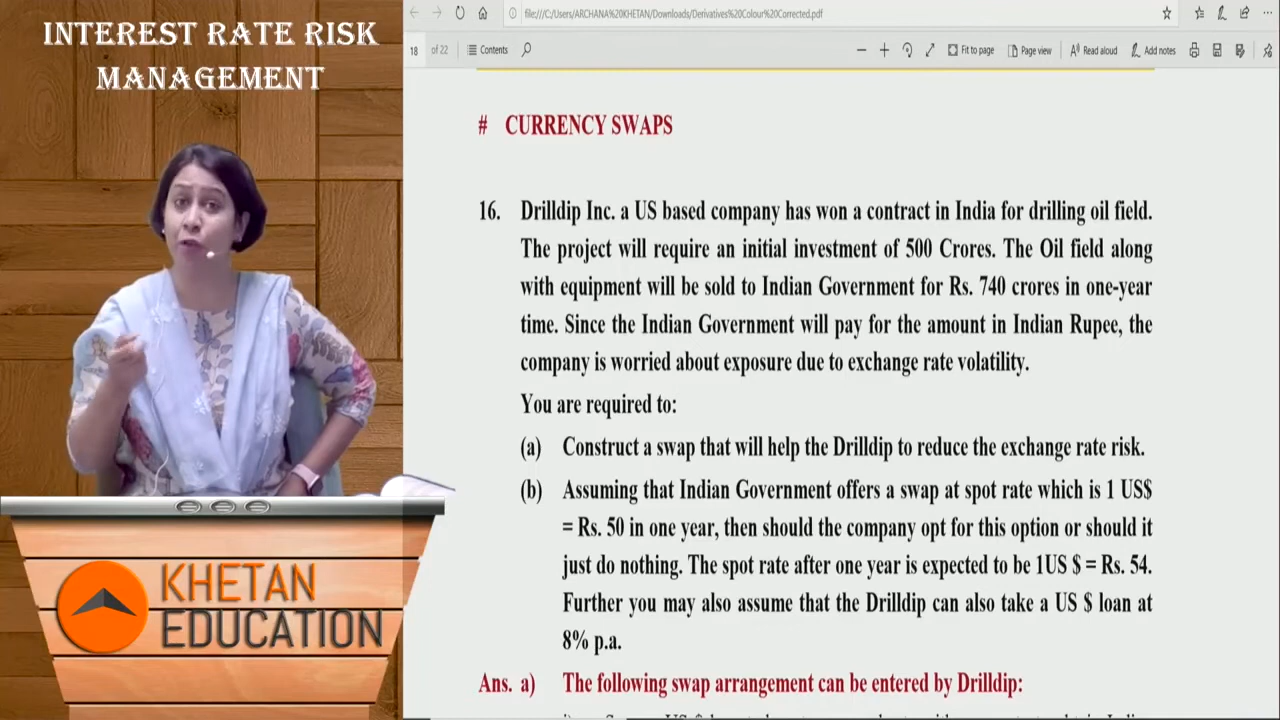 INTEREST RATE RISK
MANAGEMENT
file:///C:/Users/ARCHANA%20KHETAN/Downloads/Derivatives%20Colour%20Corrected.pdf
18 of 22 Contents Fit to page Page view Read aloud Add notes
# CURRENCY SWAPS
16. Drilldip Inc. a US based company has won a contract in India for drilling oil field.
The project will require an initial investment of 500 Crores. The Oil field along
with equipment will be sold to Indian Government for Rs. 740 crores in one-year
time. Since the Indian Government will pay for the amount in Indian Rupee, the
company is worried about exposure due to exchange rate volatility.
You are required to:
(a) Construct a swap that will help the Drilldip to reduce the exchange rate risk.
(b) Assuming that Indian Government offers a swap at spot rate which is 1 US$
= Rs. 50 in one year, then should the company opt for this option or should it
just do nothing. The spot rate after one year is expected to be 1US $ = Rs. 54.
Further you may also assume that the Drilldip can also take a US $ loan at
8% p.a.
Ans. a) The following swap arrangement can be entered by Drilldip:
KHETAN
EDUCATION